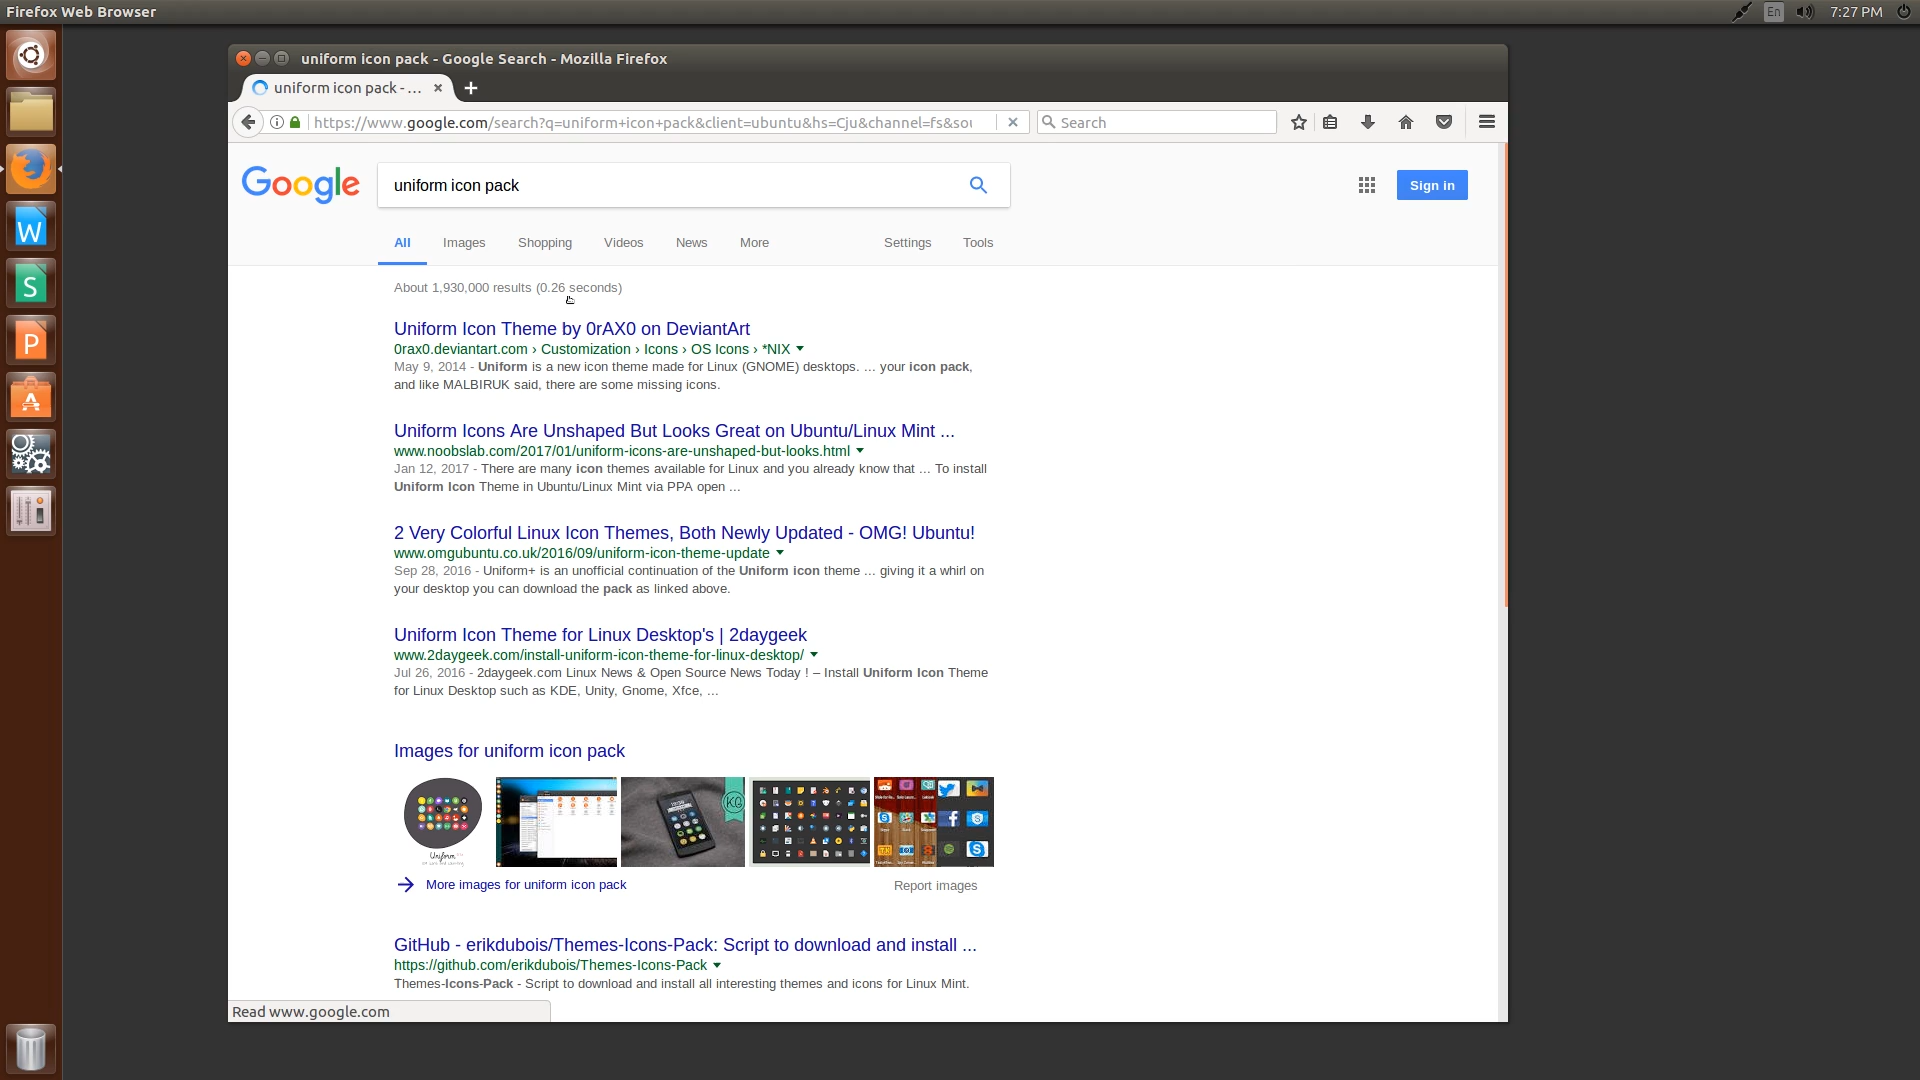 Firefox Web Browser
En
7:27 PM
uniform icon pack - Google Search - Mozilla Firefox
uniform icon pack - ...
https://www.google.com/search?q=uniform+icon+pack&client=ubuntu&hs=Cju&channel=fs&sou
Search
Google
uniform icon pack
Sign in
All
Images
Shopping
Videos
News
More
Settings
Tools
About 1,930,000 results (0.26 seconds)
Uniform Icon Theme by 0rAX0 on DeviantArt
0rax0.deviantart.com › Customization › Icons › OS Icons › *NIX
May 9, 2014 - Uniform is a new icon theme made for Linux (GNOME) desktops. ... your icon pack,
and like MALBIRUK said, there are some missing icons.
Uniform Icons Are Unshaped But Looks Great on Ubuntu/Linux Mint ...
www.noobslab.com/2017/01/uniform-icons-are-unshaped-but-looks.html
Jan 12, 2017 - There are many icon themes available for Linux and you already know that ... To install
Uniform Icon Theme in Ubuntu/Linux Mint via PPA open ...
2 Very Colorful Linux Icon Themes, Both Newly Updated - OMG! Ubuntu!
www.omgubuntu.co.uk/2016/09/uniform-icon-theme-update
Sep 28, 2016 - Uniform+ is an unofficial continuation of the Uniform icon theme ... giving it a whirl on
your desktop you can download the pack as linked above.
Uniform Icon Theme for Linux Desktop's | 2daygeek
www.2daygeek.com/install-uniform-icon-theme-for-linux-desktop/
Jul 26, 2016 - 2daygeek.com Linux News & Open Source News Today ! – Install Uniform Icon Theme
for Linux Desktop such as KDE, Unity, Gnome, Xfce, ...
Images for uniform icon pack
Uniform
KG
More images for uniform icon pack
Report images
GitHub - erikdubois/Themes-Icons-Pack: Script to download and install ...
https://github.com/erikdubois/Themes-Icons-Pack
Themes-Icons-Pack - Script to download and install all interesting themes and icons for Linux Mint.
Read www.google.com
W
S
P
A